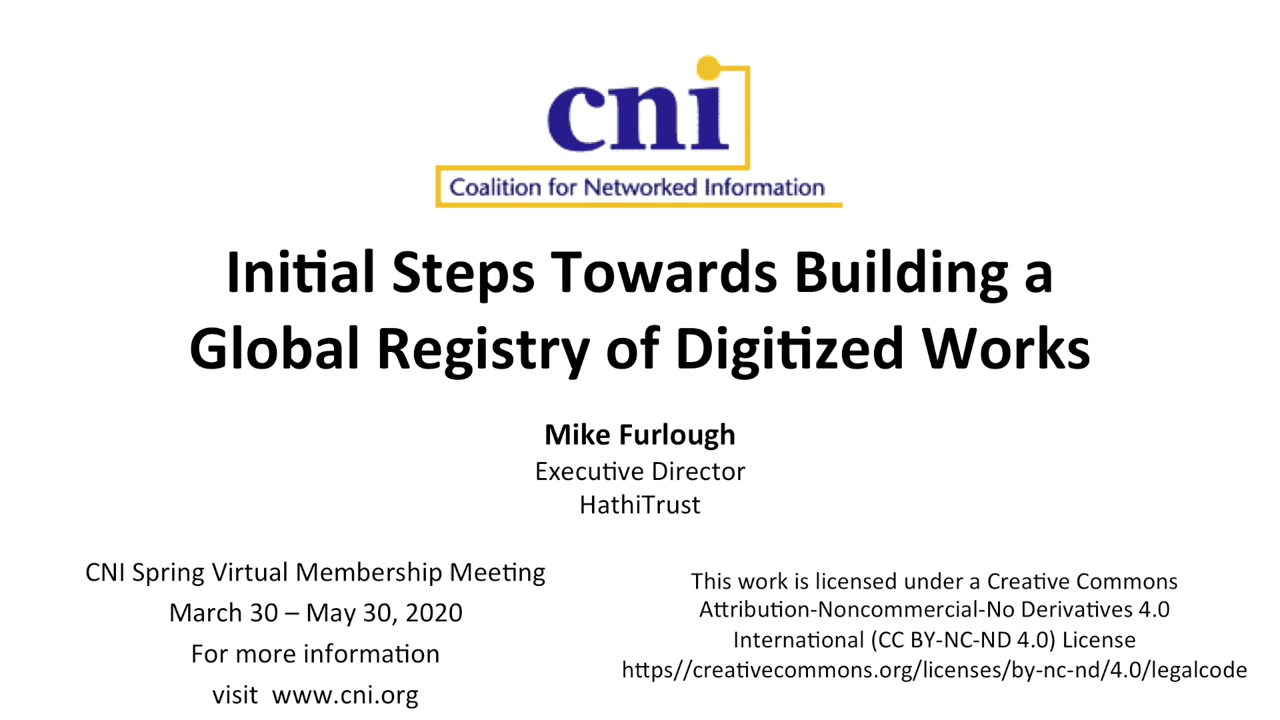 cni
Coalition for Networked Information
Initial Steps Towards Building a
Global Registry of Digitized Works
Mike Furlough
Executive Director
HathiTrust
CNI Spring Virtual Membership Meeting
March 30 – May 30, 2020
For more information
visit www.cni.org
This work is licensed under a Creative Commons
Attribution-Noncommercial-No Derivatives 4.0
International (CC BY-NC-ND 4.0) License
https//creativecommons.org/licenses/by-nc-nd/4.0/legalcode